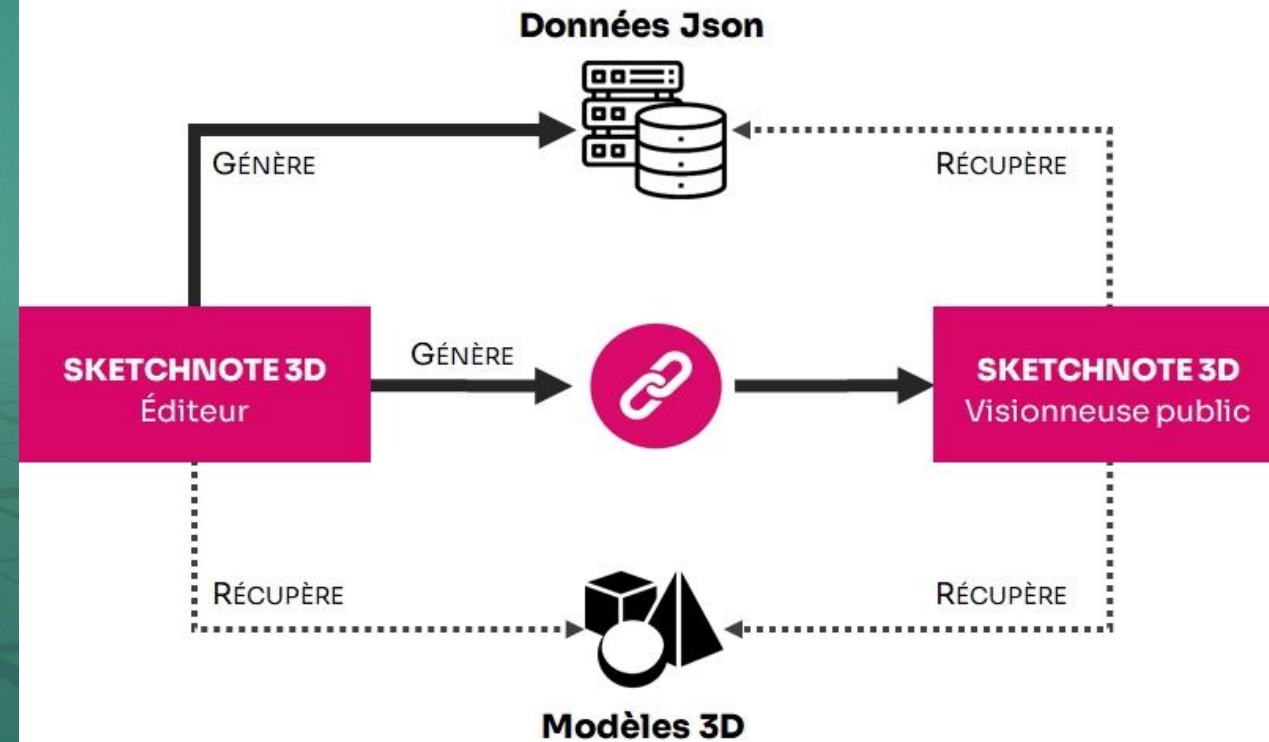 Données Json
GÉNÈRE
RÉCUPÈRE
GÉNÈRE
SKETCHNOTE 3D
Éditeur
SKETCHNOTE 3D
Visionneuse public
RÉCUPÈRE
RÉCUPÈRE
Modèles 3D